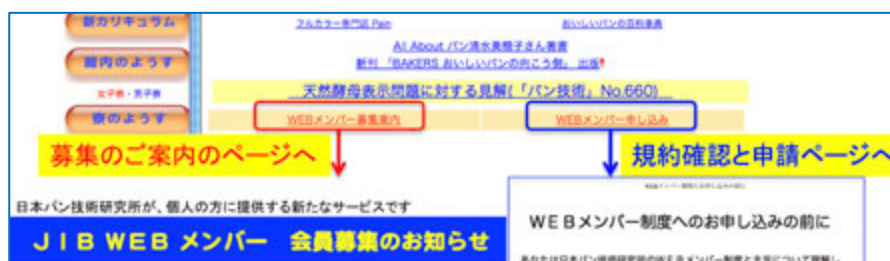 新カリキュラム
フルカラー専門誌 Pain
おいしいパンの百科事典
All About パン清水美穂子さん著書
館内のようす
新刊 「BAKERS おいしいパンの向こう側」 出版!
女子寮・男子寮
天然酵母表示問題に対する見解(「パン技術」No.660)
寮のようす
WEBメンバー募集案内
WEBメンバー申し込み
募集のご案内のページへ
規約確認と申請ページへ
日本パン技術研究所が、個人の方に提供する新たなサービスです
WEBメンバー制度へのお申し込みの前に
JIB WEB メンバー 会員募集のお知らせ